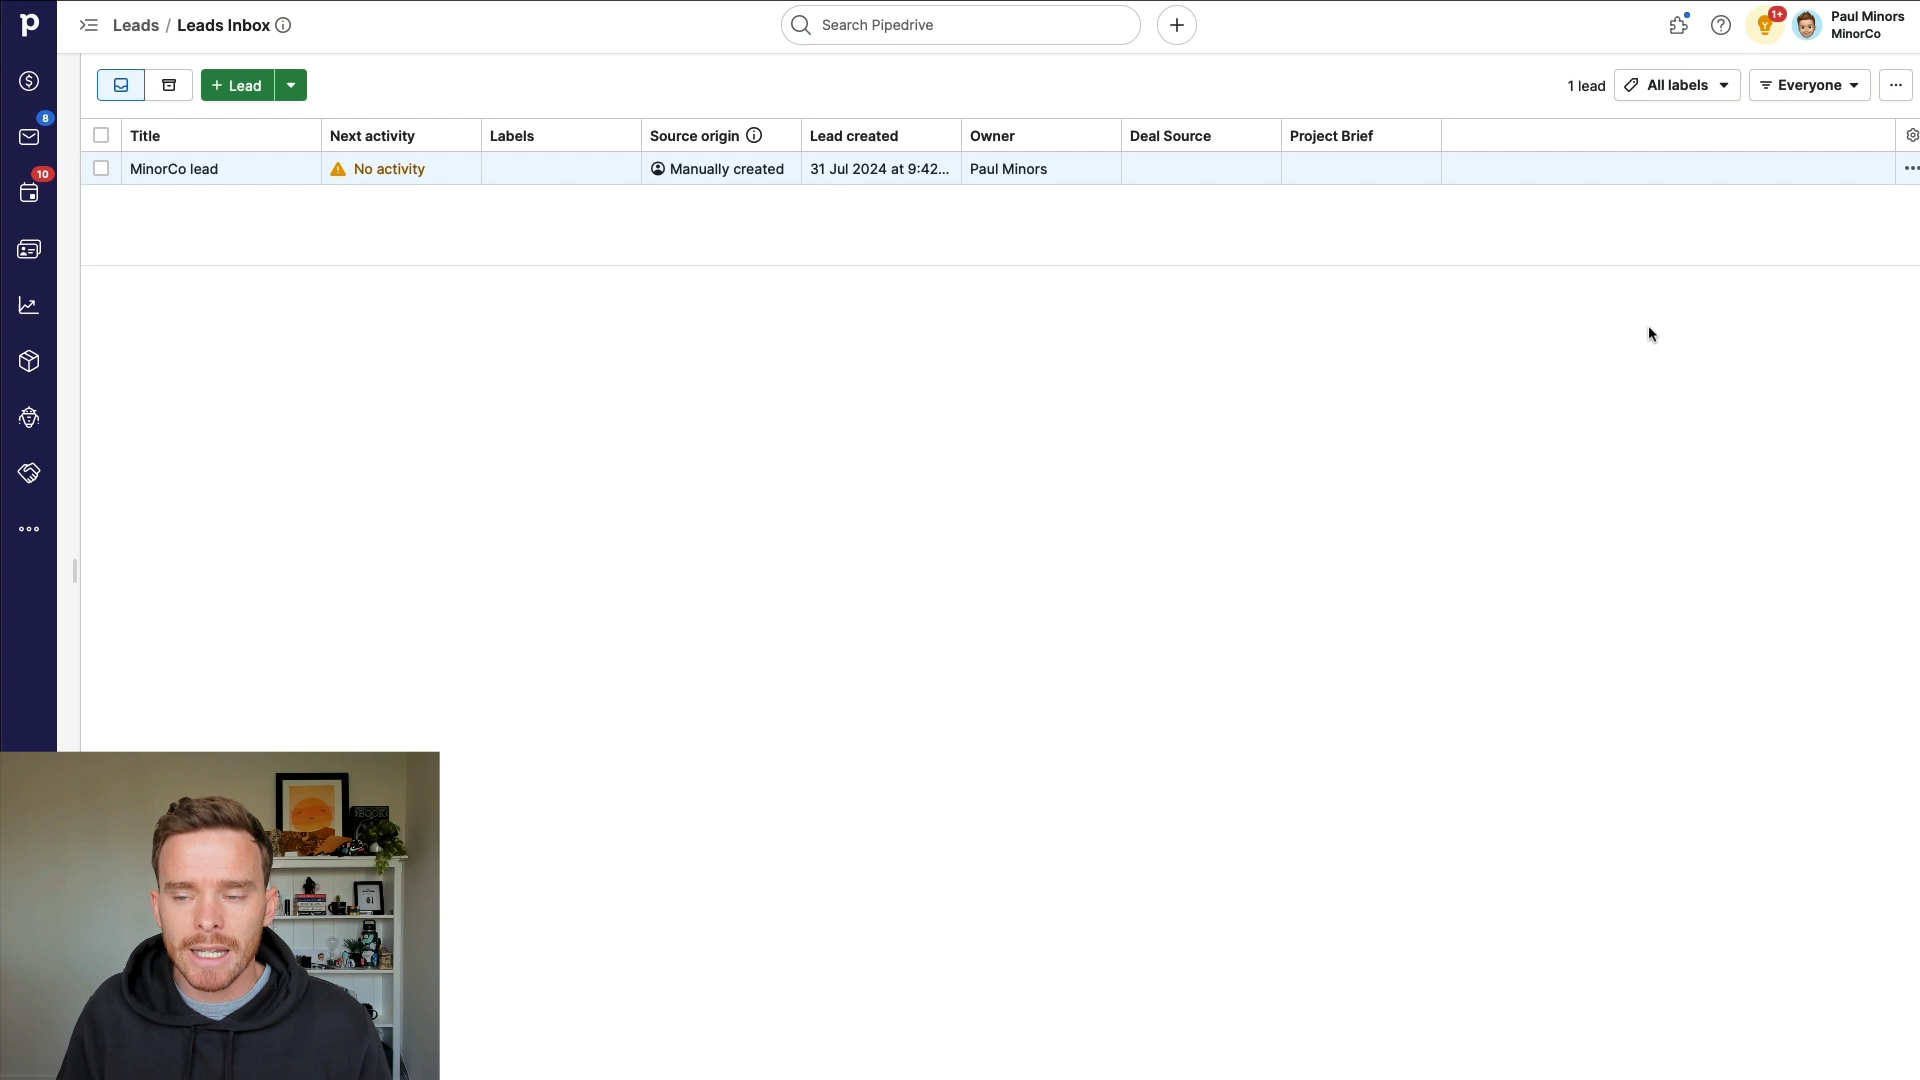 p
Leads / Leads Inbox
Search Pipedrive
1+
Paul Minors
MinorCo
8
10
+ Lead
1 lead
All labels
Everyone
Title Next activity Labels Source origin Lead created Owner Deal Source Project Brief
MinorCo lead No activity Manually created 31 Jul 2024 at 9:42... Paul Minors